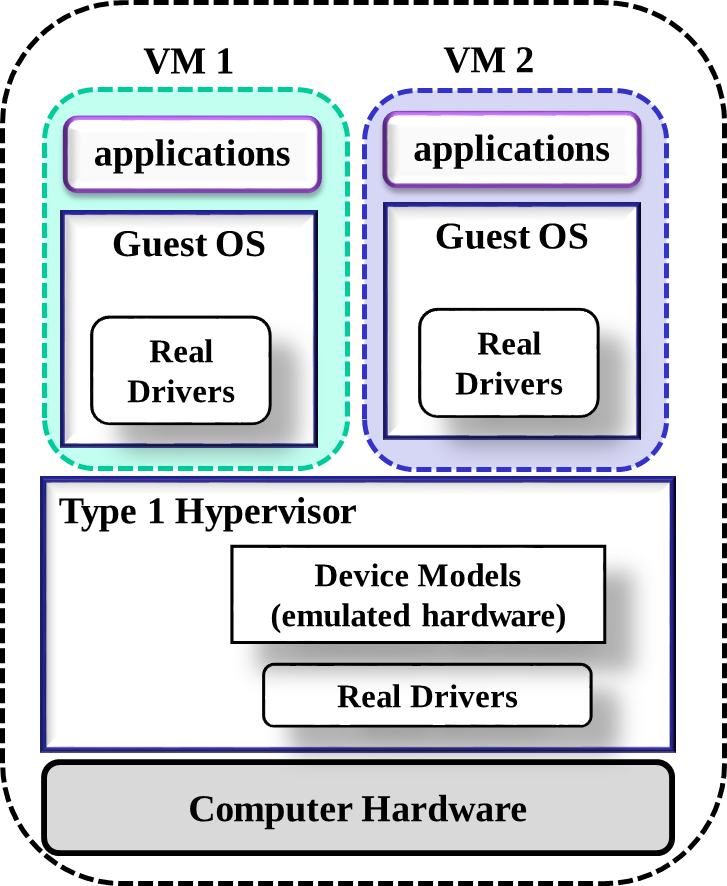 VM 1
applications
Guest OS
Real
Drivers
VM 2
applications
Guest OS
Real
Drivers
Type 1 Hypervisor
Device Models
(emulated hardware)
Real Drivers
Computer Hardware